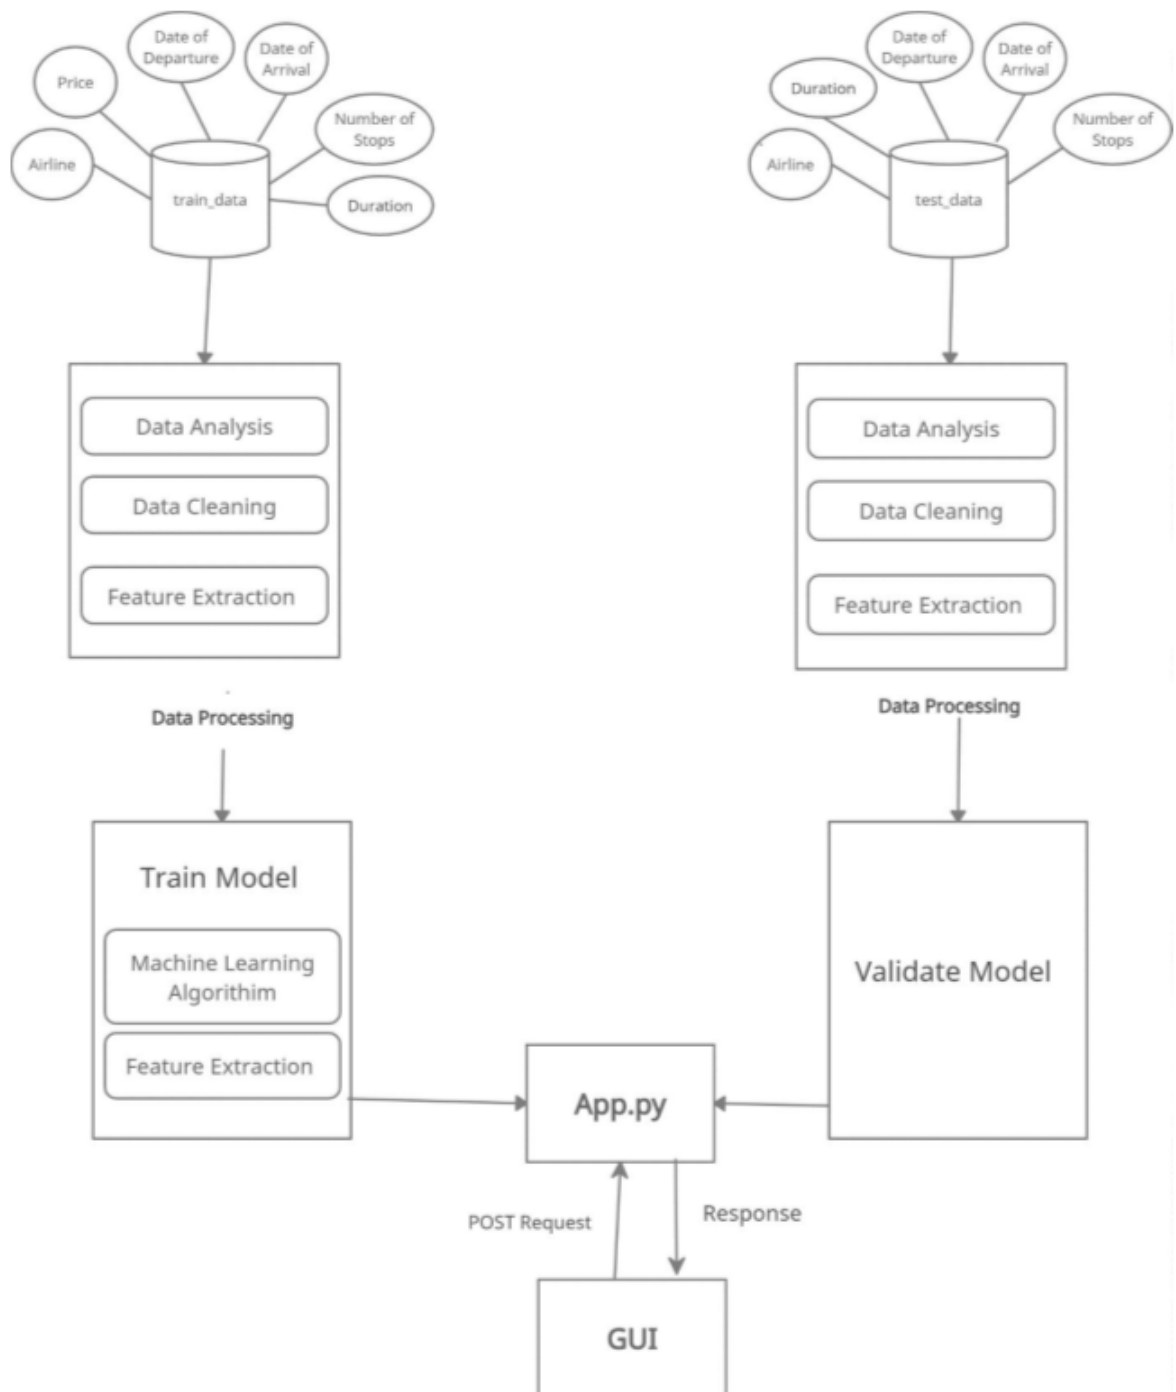 Date of
Departure
Date of
Arrival
Price
Number of
Stops
Airline
train_data
Duration
Date of
Departure
Date of
Arrival
Duration
Number of
Stops
Airline
test_data
Data Analysis
Data Cleaning
Feature Extraction
Data Processing
Data Analysis
Data Cleaning
Feature Extraction
Data Processing
Train Model
Machine Learning
Algorithim
Feature Extraction
Validate Model
App.py
POST Request
Response
GUI